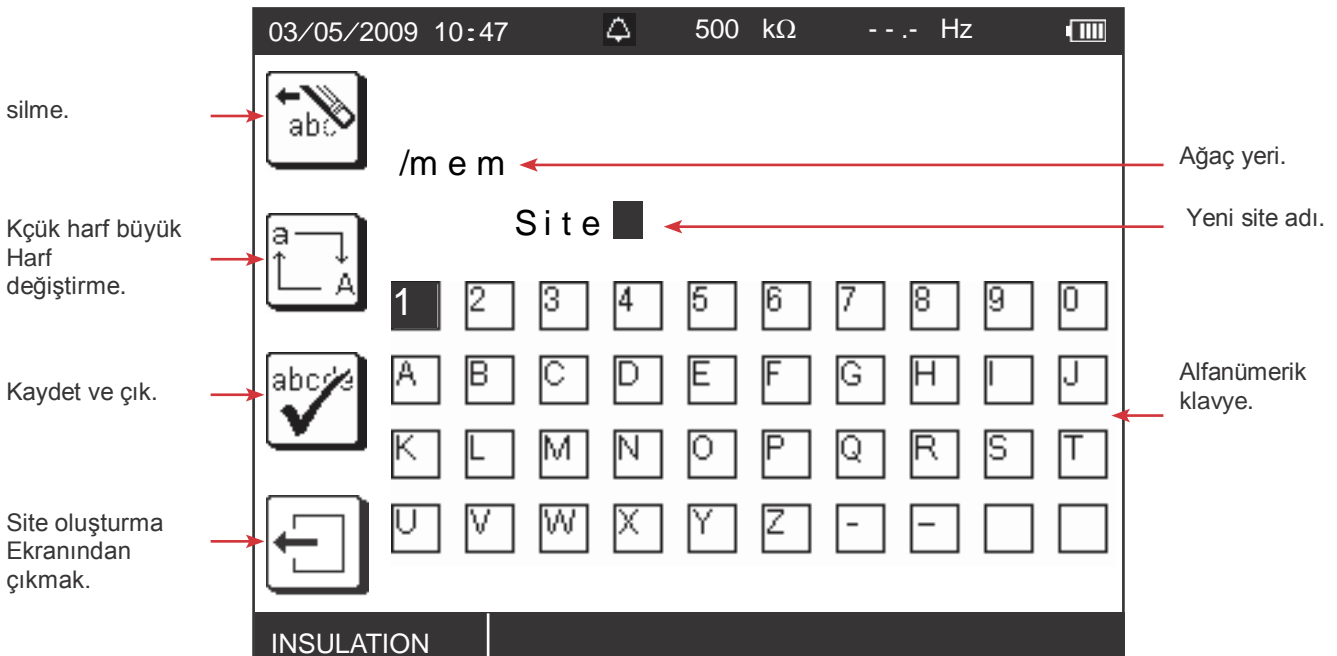 03/05/2009 10:47 500 kΩ - - .- Hz
silme.
abc
/mem
Ağaç yeri.
Kçük harf büyük
Harf
değiştirme.
a
A
Site
Yeni site adı.
1 2 3 4 5 6 7 8 9 0
Kaydet ve çık.
abcde
A B C D E F G H I J
Alfanümerik
klavye.
K L M N O P Q R S T
Site oluşturma
Ekranından
çıkmak.
U V W X Y Z - –
INSULATION